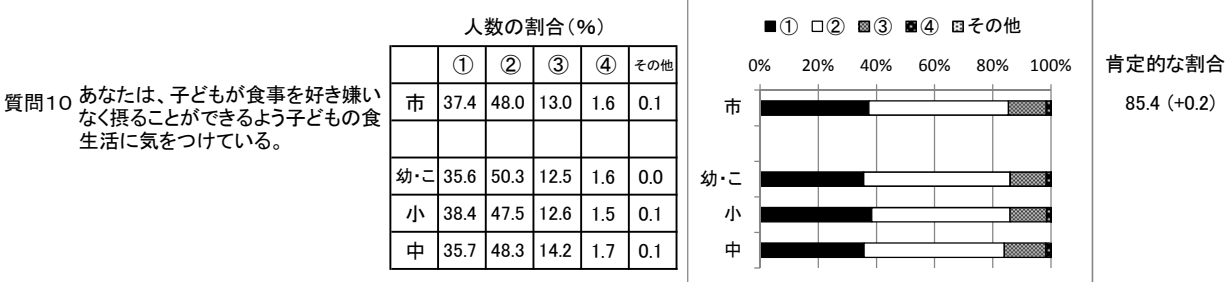 人数の割合(%)
① ② ③ ④ その他
質問10 あなたは、子どもが食事を好き嫌い
なく摂ることができるよう子どもの食
生活に気をつけている。
市 37.4 48.0 13.0 1.6 0.1
幼・こ 35.6 50.3 12.5 1.6 0.0
小 38.4 47.5 12.6 1.5 0.1
中 35.7 48.3 14.2 1.7 0.1
① ② ③ ④ その他
0% 20% 40% 60% 80% 100%
市
幼・こ
小
中
肯定的な割合
85.4 (+0.2)